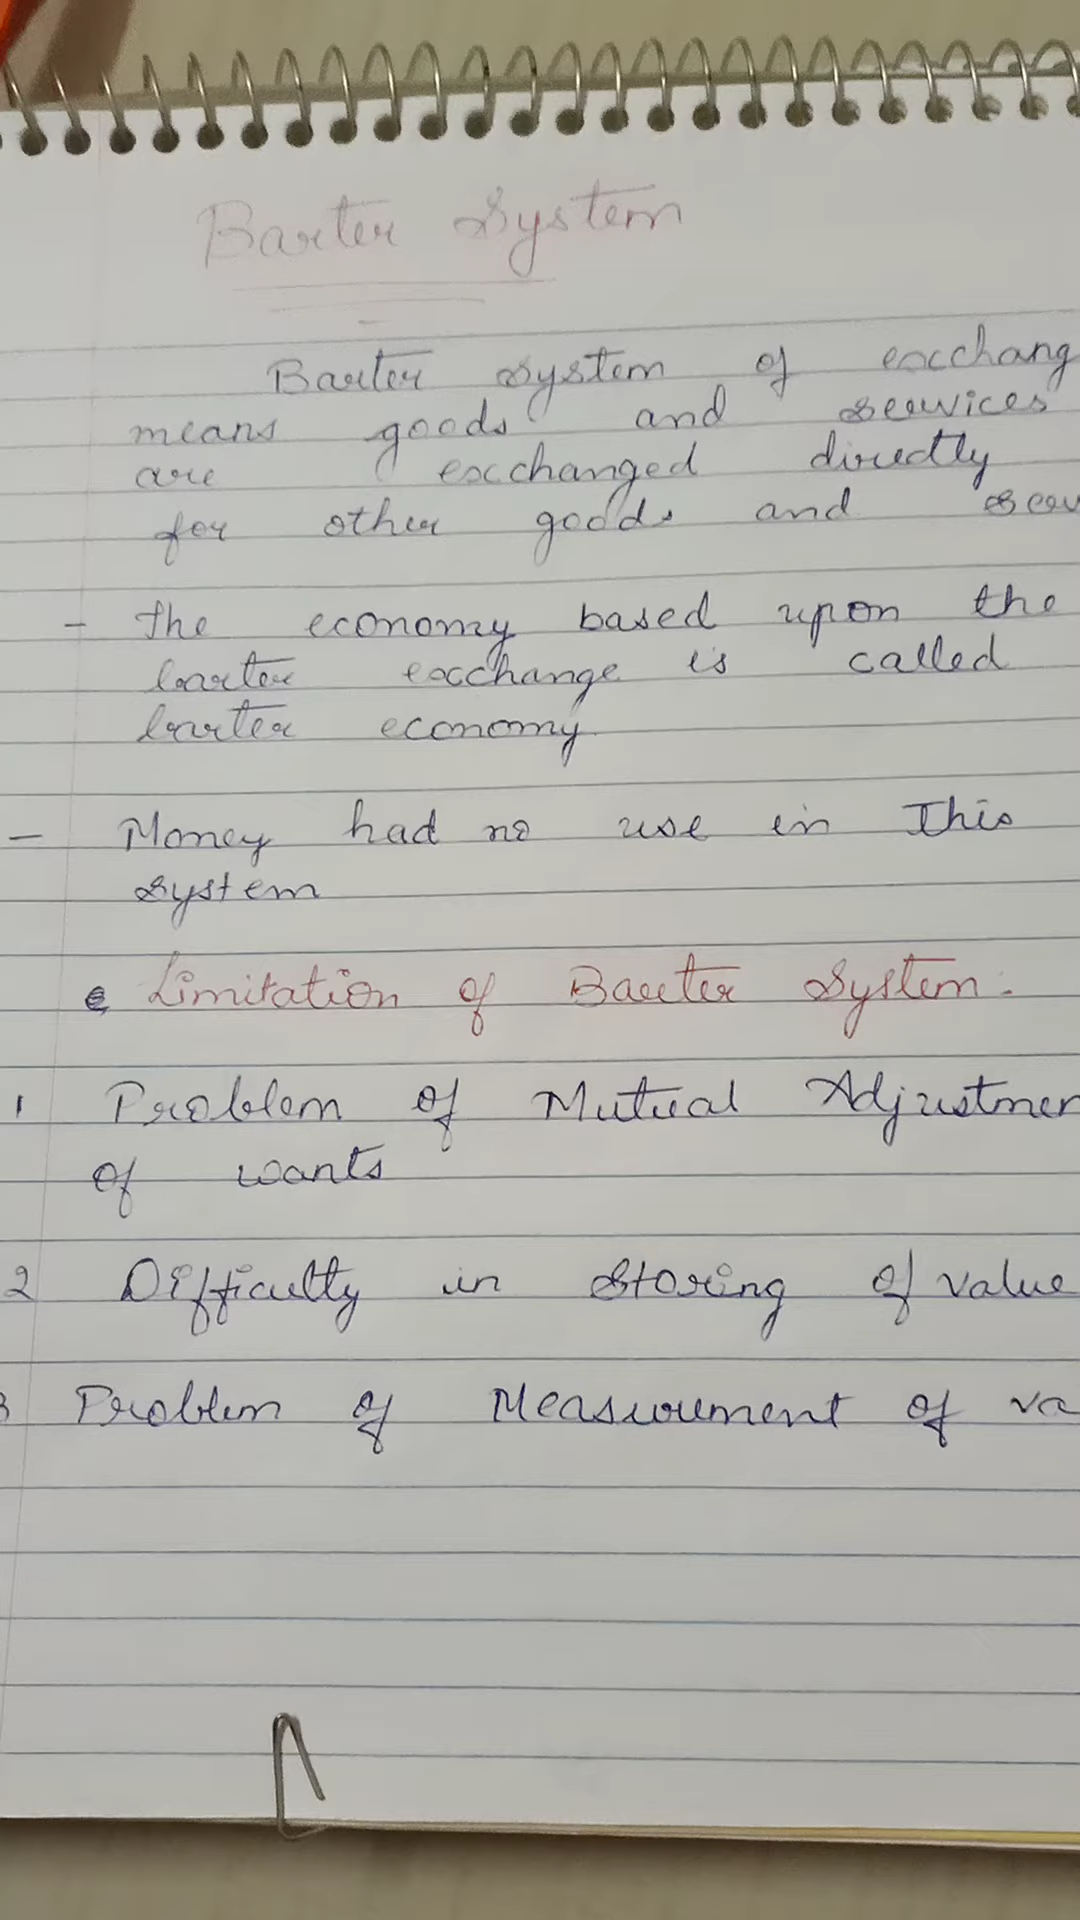 Barter System
Barter system of exchang
means goods and services
are exchanged directly
for other goods and ser
- The economy based upon the
barter exchange is called
barter economy
- Money had no use in This
system
Limitation of Barter System:
1 Problem of Mutual Adjustmen
of wants
2 Difficulty in Storing of value
3 Problem of Measurement of va